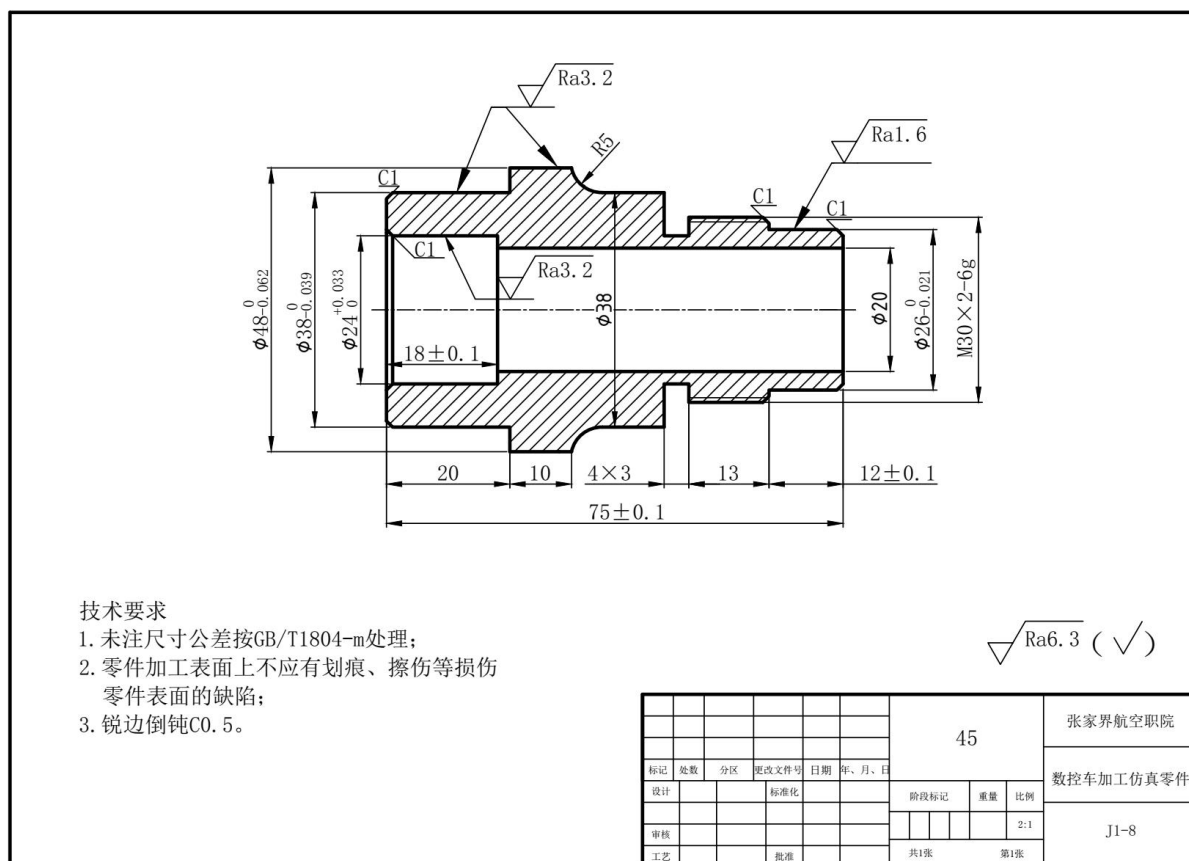 Ra3.2
R5
Ra1.6
C1
C1
C1
C1
Ra3.2
φ48 0 -0.062
φ38 0 -0.039
φ24 +0.033 0
18±0.1
φ38
φ20
φ26 0 -0.021
M30×2-6g
20
10
4×3
13
12±0.1
75±0.1
技术要求
1.未注尺寸公差按GB/T1804-m处理;
2.零件加工表面上不应有划痕、擦伤等损伤
零件表面的缺陷;
3.锐边倒钝C0.5。
Ra6.3 (√)
45
张家界航空职院
标记 处数 分区 更改文件号 日期 年、月、日
数控车加工仿真零件
设计 标准化
阶段标记 重量 比例
2:1
J1-8
审核
工艺 批准
共1张 第1张